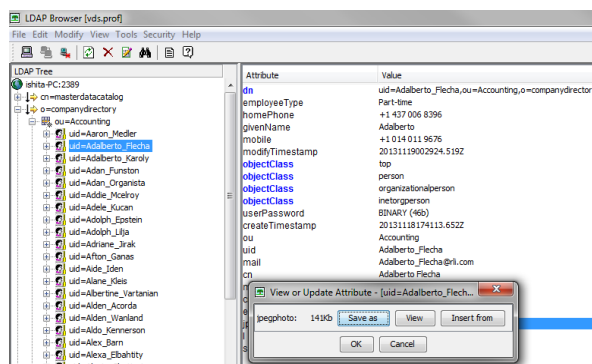 LDAP Browser [vds.prof]
File Edit Modify View Tools Security Help
LDAP Tree
ishita-PC:2389
cn=masterdatacatalog
o=companydirectory
ou=Accounting
uid=Aaron_Medler
uid=Adalberto_Flecha
uid=Adalberto_Karoly
uid=Adan_Funston
uid=Adan_Organista
uid=Addie_Mcelroy
uid=Adele_Kucan
uid=Adolph_Epstein
uid=Adolph_Lilja
uid=Adriane_Jirak
uid=Afton_Ganas
uid=Aide_Iden
uid=Alane_Kleis
uid=Albertine_Vartanian
uid=Alden_Acorda
uid=Alden_Wanland
uid=Aldo_Kennerson
uid=Alex_Barn
uid=Alexa_Elbahtity
Attribute Value
dn uid=Adalberto_Flecha,ou=Accounting,o=companydirector
employeeType Part-time
homePhone +1 437 006 8396
givenName Adalberto
mobile +1 014 011 9676
modifyTimestamp 20131119002924.519Z
objectClass top
objectClass person
objectClass organizationalperson
objectClass inetorgperson
userPassword BINARY (46b)
createTimestamp 20131118174113.652Z
ou Accounting
uid Adalberto_Flecha
mail Adalberto_Flecha@rli.com
cn Adalberto Flecha
View or Update Attribute - [uid=Adalberto_Flech...
jpegphoto: 141Kb Save as View Insert from
OK Cancel